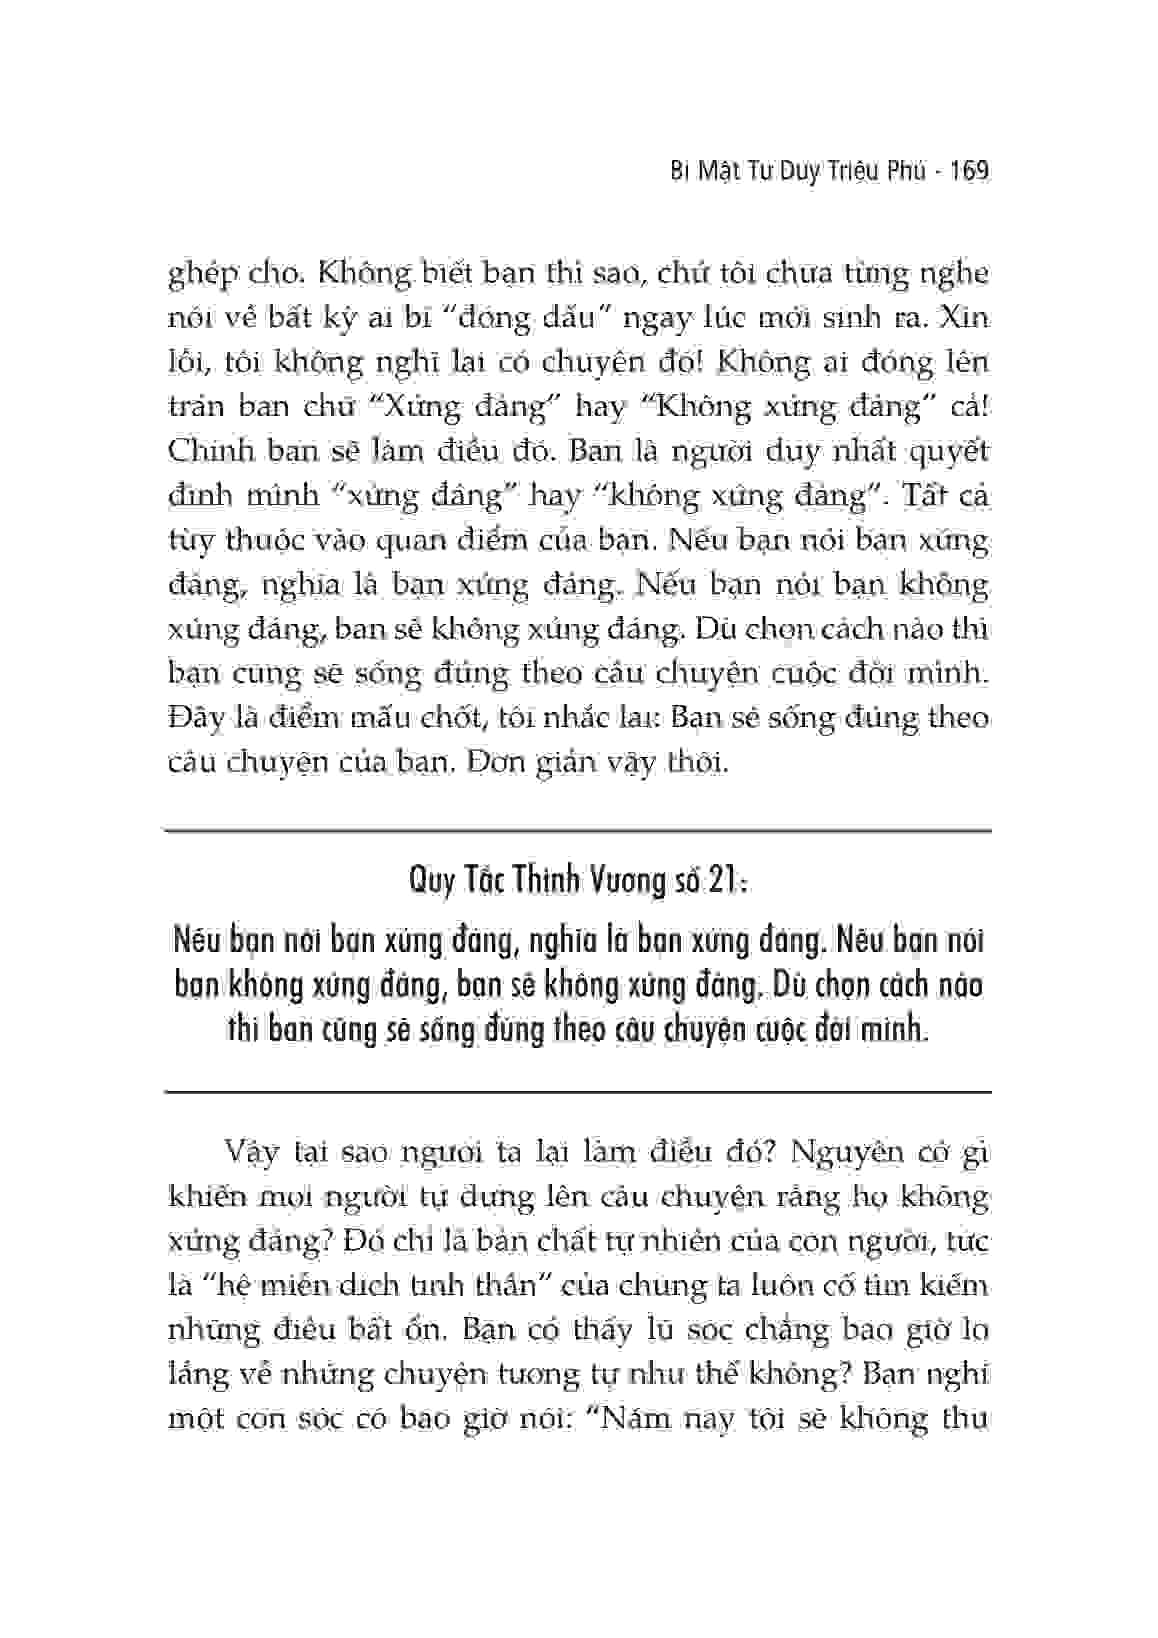 Bí Mật Tư Duy Triệu Phú - 169
ghép cho. Không biết bạn thì sao, chứ tôi chưa từng nghe
nói về bất kỳ ai bị “đóng dấu” ngay lúc mới sinh ra. Xin
lỗi, tôi không nghĩ lại có chuyện đó! Không ai đóng lên
trán bạn chữ “Xứng đáng” hay “Không xứng đáng” cả!
Chính bạn sẽ làm điều đó. Bạn là người duy nhất quyết
định mình “xứng đáng” hay “không xứng đáng”. Tất cả
tùy thuộc vào quan điểm của bạn. Nếu bạn nói bạn xứng
đáng, nghĩa là bạn xứng đáng. Nếu bạn nói bạn không
xứng đáng, bạn sẽ không xứng đáng. Dù chọn cách nào thì
bạn cũng sẽ sống đúng theo câu chuyện cuộc đời mình.
Đây là điểm mấu chốt, tôi nhắc lại: Bạn sẽ sống đúng theo
câu chuyện của bạn. Đơn giản vậy thôi.
Quy Tắc Thịnh Vượng số 21:
Nếu bạn nói bạn xứng đáng, nghĩa là bạn xứng đáng. Nếu bạn nói
bạn không xứng đáng, bạn sẽ không xứng đáng. Dù chọn cách nào
thì bạn cũng sẽ sống đúng theo câu chuyện cuộc đời mình.
Vậy tại sao người ta lại làm điều đó? Nguyên cớ gì
khiến mọi người tự dựng lên câu chuyện rằng họ không
xứng đáng? Đó chỉ là bản chất tự nhiên của con người, tức
là “hệ miễn dịch tinh thần” của chúng ta luôn cố tìm kiếm
những điều bất ổn. Bạn có thấy lũ sóc chẳng bao giờ lo
lắng về những chuyện tương tự như thế không? Bạn nghĩ
một con sóc có bao giờ nói: “Năm nay tôi sẽ không thu